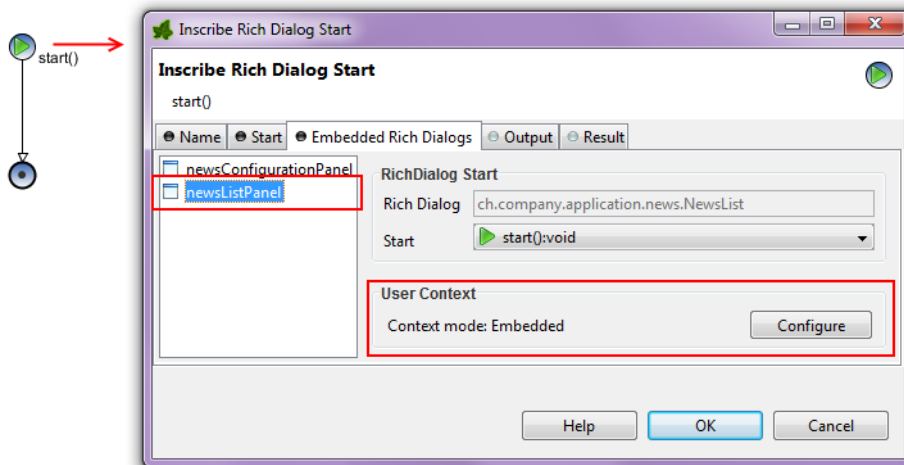 Inscribe Rich Dialog Start
start()
Inscribe Rich Dialog Start
start()
Name Start Embedded Rich Dialogs Output Result
newsConfigurationPanel
newsListPanel
RichDialog Start
Rich Dialog ch.company.application.news.NewsList
Start start():void
User Context
Context mode: Embedded Configure
Help OK Cancel